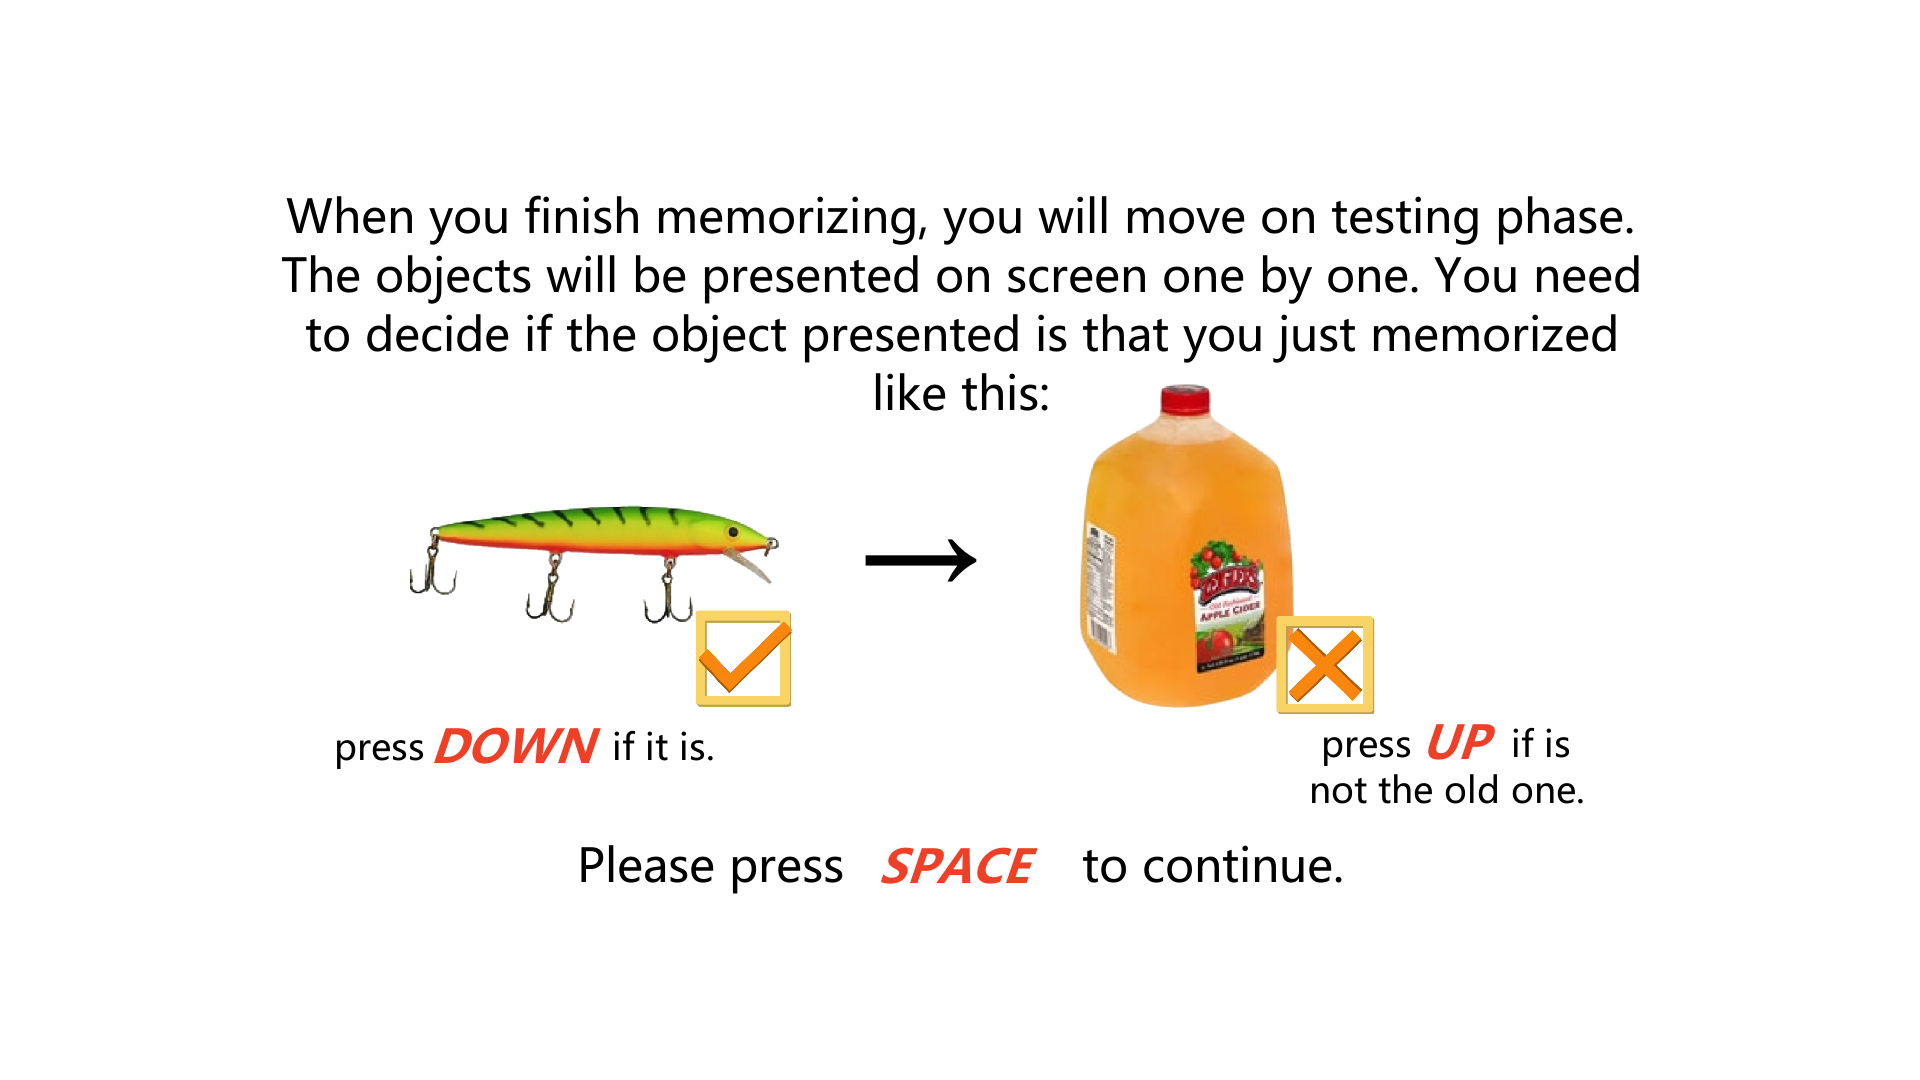 When you finish memorizing, you will move on testing phase.
The objects will be presented on screen one by one. You need
to decide if the object presented is that you just memorized
like this:
APPLE CIDER
press DOWN if it is.
press UP if is
not the old one.
Please press SPACE to continue.